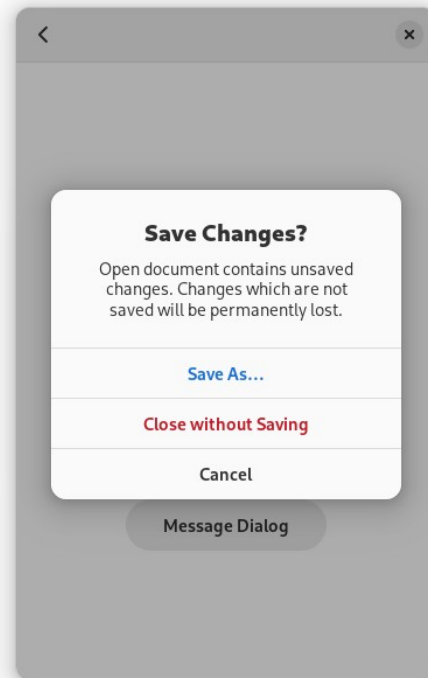 Save Changes?
Open document contains unsaved
changes. Changes which are not
saved will be permanently lost.
Save As…
Close without Saving
Cancel
Message Dialog